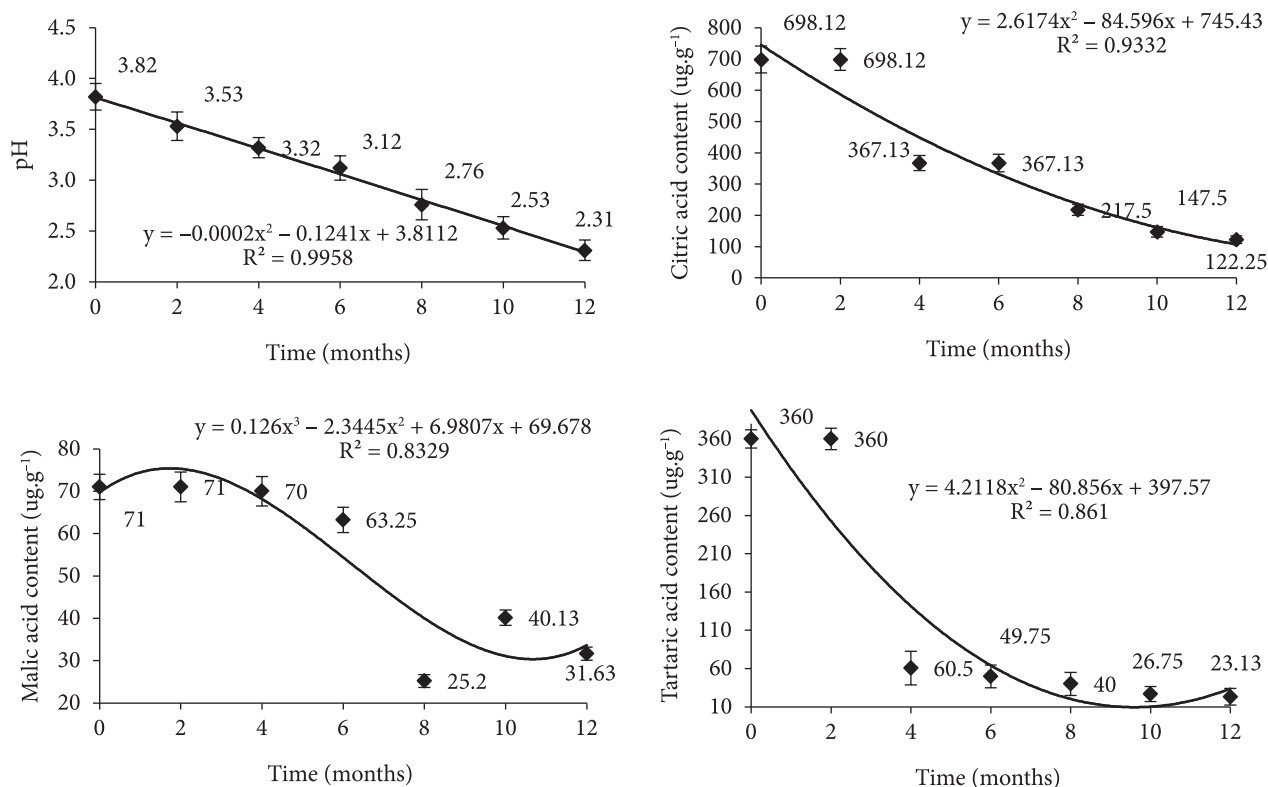 4.5
4.0
3.5
3.0
2.5
2.0
pH
3.82
3.53
3.32
3.12
2.76
2.53
2.31
y = −0.0002x² − 0.1241x + 3.8112
R² = 0.9958
0 2 4 6 8 10 12
Time (months)
y = 2.6174x² − 84.596x + 745.43
R² = 0.9332
800
700
600
500
400
300
200
100
0
Citric acid content (ug.g⁻¹)
698.12
698.12
367.13
367.13
217.5
147.5
122.25
0 2 4 6 8 10 12
Time (months)
y = 0.126x³ − 2.3445x² + 6.9807x + 69.678
R² = 0.8329
80
70
60
50
40
30
20
Malic acid content (ug.g⁻¹)
71
71
70
63.25
25.2
40.13
31.63
0 2 4 6 8 10 12
Time (months)
360
310
260
210
160
110
60
10
Tartaric acid content (ug.g⁻¹)
360
360
y = 4.2118x² − 80.856x + 397.57
R² = 0.861
60.5
49.75
40
26.75
23.13
0 2 4 6 8 10 12
Time (months)